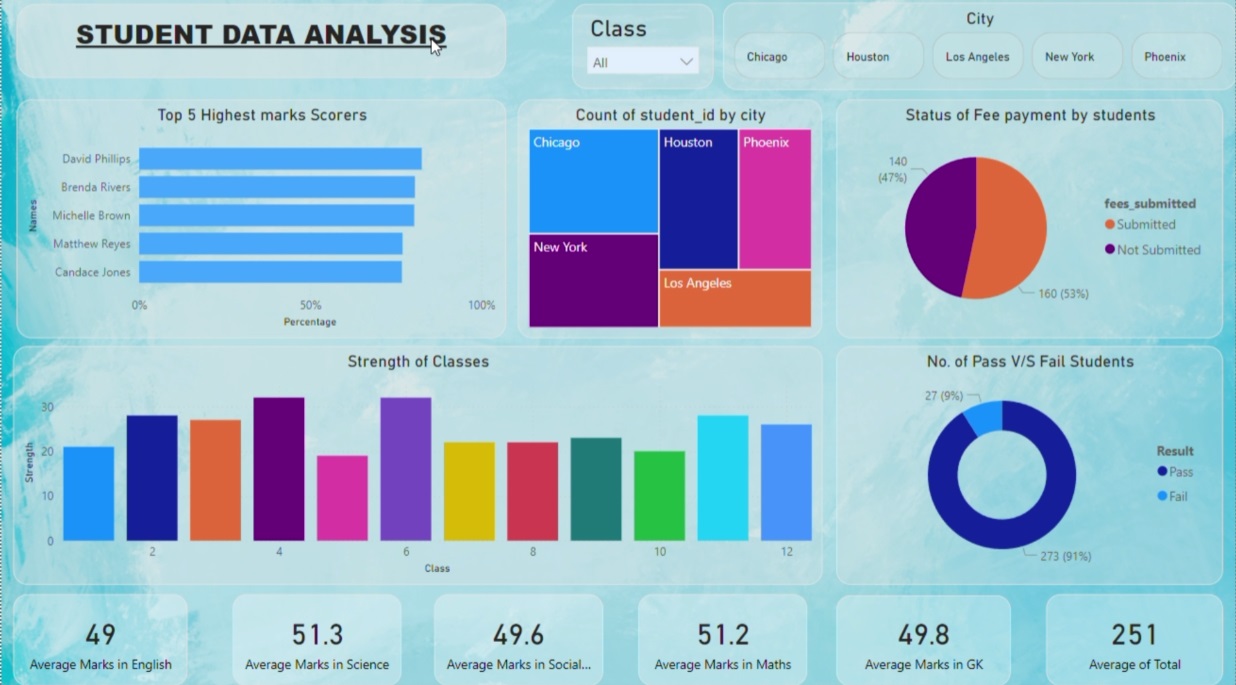 STUDENT DATA ANALYSIS
Class
All
City
Chicago
Houston
Los Angeles
New York
Phoenix
Top 5 Highest marks Scorers
Names
David Phillips
Brenda Rivers
Michelle Brown
Matthew Reyes
Candace Jones
0%
50%
100%
Percentage
Count of student_id by city
Chicago
Houston
Phoenix
New York
Los Angeles
Status of Fee payment by students
140
(47%)
160 (53%)
fees_submitted
Submitted
Not Submitted
Strength of Classes
Strength
30
20
10
0
2
4
6
8
10
12
Class
No. of Pass V/S Fail Students
27 (9%)
273 (91%)
Result
Pass
Fail
49
Average Marks in English
51.3
Average Marks in Science
49.6
Average Marks in Social...
51.2
Average Marks in Maths
49.8
Average Marks in GK
251
Average of Total